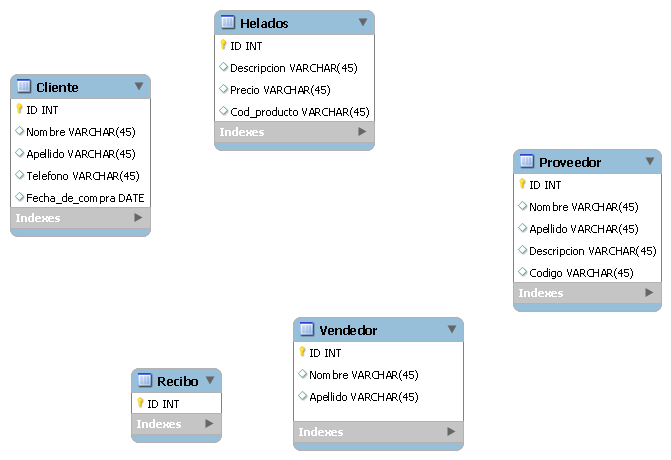 Helados
ID INT
Descripcion VARCHAR(45)
Precio VARCHAR(45)
Cod_producto VARCHAR(45)
Indexes
Cliente
ID INT
Nombre VARCHAR(45)
Apellido VARCHAR(45)
Telefono VARCHAR(45)
Fecha_de_compra DATE
Indexes
Proveedor
ID INT
Nombre VARCHAR(45)
Apellido VARCHAR(45)
Descripcion VARCHAR(45)
Codigo VARCHAR(45)
Indexes
Vendedor
ID INT
Nombre VARCHAR(45)
Apellido VARCHAR(45)
Indexes
Recibo
ID INT
Indexes